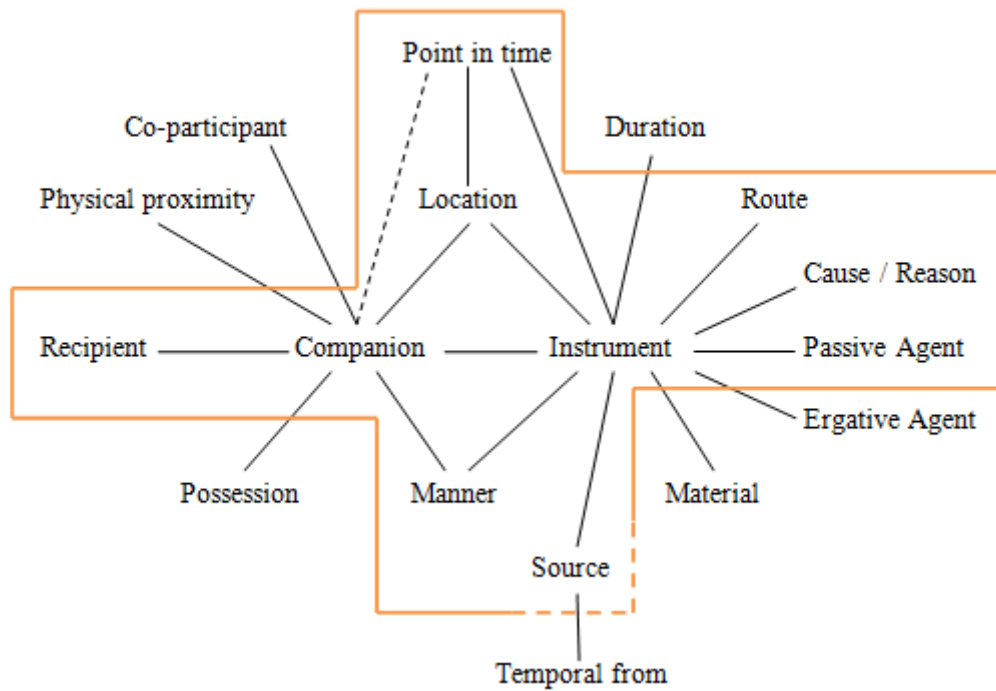 Point in time
Co-participant
Duration
Physical proximity
Location
Route
Cause / Reason
Recipient
Companion
Instrument
Passive Agent
Ergative Agent
Possession
Manner
Material
Source
Temporal from